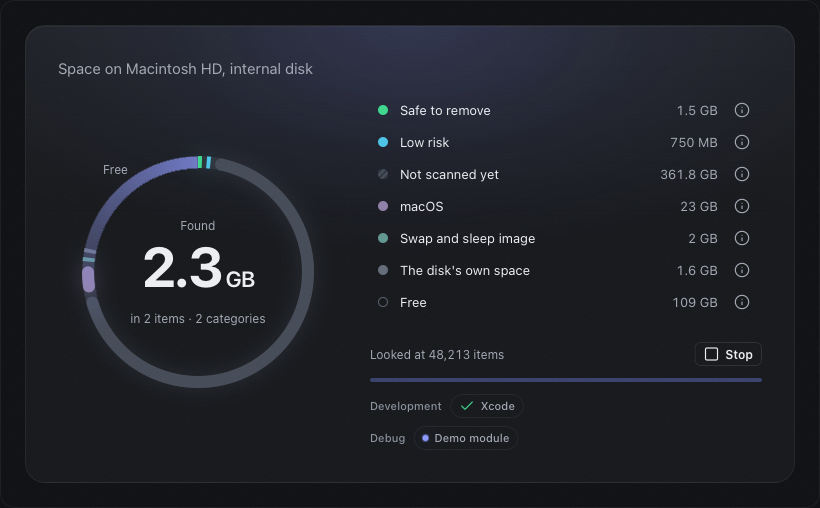 Space on Macintosh HD, internal disk
Free
Found
2.3 GB
in 2 items · 2 categories
Safe to remove 1.5 GB
Low risk 750 MB
Not scanned yet 361.8 GB
macOS 23 GB
Swap and sleep image 2 GB
The disk's own space 1.6 GB
Free 109 GB
Looked at 48,213 items Stop
Development Xcode
Debug Demo module